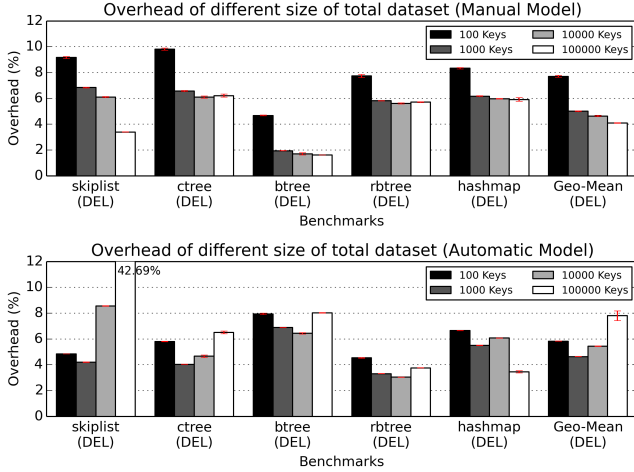 Overhead of different size of total dataset (Manual Model)
12
10
8
6
4
2
0
Overhead (%)
100 Keys
1000 Keys
10000 Keys
100000 Keys
skiplist
(DEL)
ctree
(DEL)
btree
(DEL)
rbtree
(DEL)
hashmap
(DEL)
Geo-Mean
(DEL)
Benchmarks
Overhead of different size of total dataset (Automatic Model)
12
10
8
6
4
2
0
Overhead (%)
42.69%
100 Keys
1000 Keys
10000 Keys
100000 Keys
skiplist
(DEL)
ctree
(DEL)
btree
(DEL)
rbtree
(DEL)
hashmap
(DEL)
Geo-Mean
(DEL)
Benchmarks